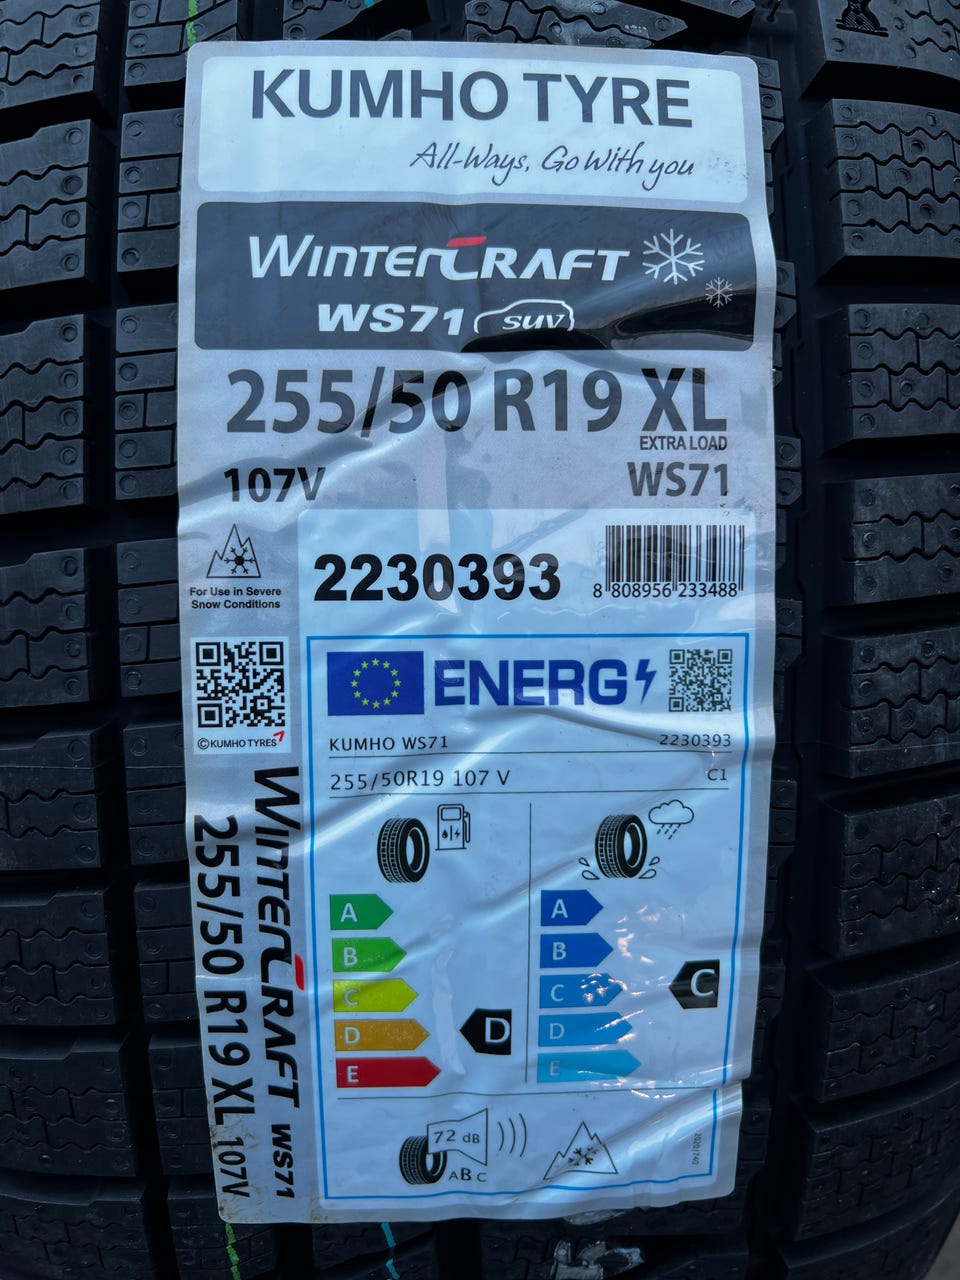 KUMHO TYRE
All-Ways, Go With you
WINTERCRAFT
WS71 SUV
255/50 R19 XL
EXTRA LOAD
107V WS71
For Use in Severe
Snow Conditions
2230393
8 808956 233488
©KUMHO TYRES
ENERG
KUMHO WS71 2230393
255/50R19 107 V C1
A A
B B
C C C
D D D
E E
72 dB
ABC
2020/740
WINTERCRAFT WS71
255/50 R19 XL 107V